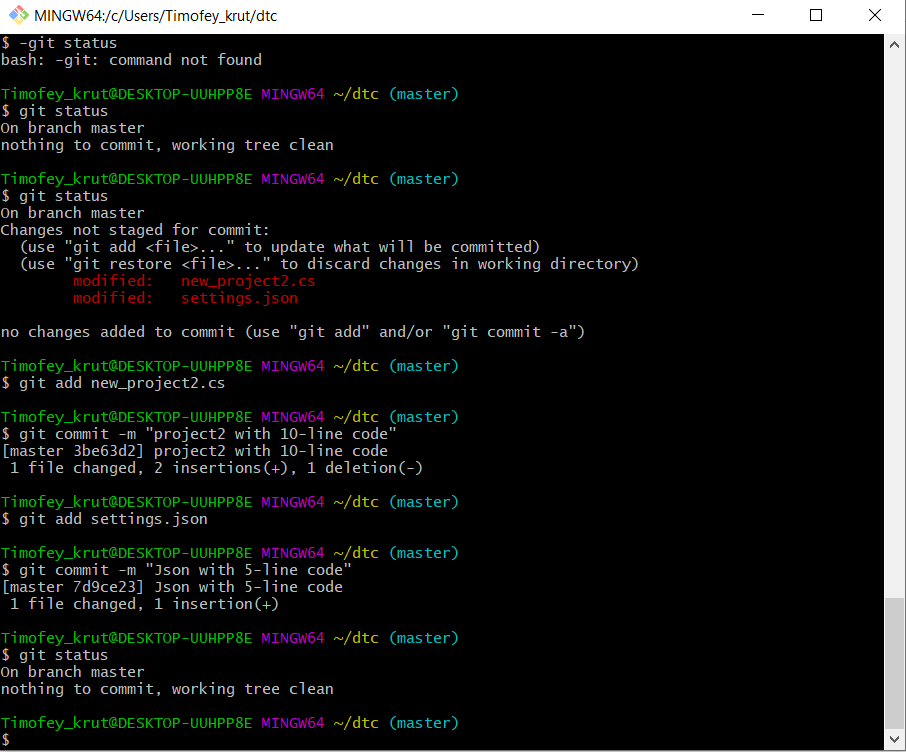 MINGW64:/c/Users/Timofey_krut/dtc
$ -git status
bash: -git: command not found

Timofey_krut@DESKTOP-UUHPP8E MINGW64 ~/dtc (master)
$ git status
On branch master
nothing to commit, working tree clean

Timofey_krut@DESKTOP-UUHPP8E MINGW64 ~/dtc (master)
$ git status
On branch master
Changes not staged for commit:
  (use "git add <file>..." to update what will be committed)
  (use "git restore <file>..." to discard changes in working directory)
        modified:   new_project2.cs
        modified:   settings.json

no changes added to commit (use "git add" and/or "git commit -a")

Timofey_krut@DESKTOP-UUHPP8E MINGW64 ~/dtc (master)
$ git add new_project2.cs

Timofey_krut@DESKTOP-UUHPP8E MINGW64 ~/dtc (master)
$ git commit -m "project2 with 10-line code"
[master 3be63d2] project2 with 10-line code
 1 file changed, 2 insertions(+), 1 deletion(-)

Timofey_krut@DESKTOP-UUHPP8E MINGW64 ~/dtc (master)
$ git add settings.json

Timofey_krut@DESKTOP-UUHPP8E MINGW64 ~/dtc (master)
$ git commit -m "Json with 5-line code"
[master 7d9ce23] Json with 5-line code
 1 file changed, 1 insertion(+)

Timofey_krut@DESKTOP-UUHPP8E MINGW64 ~/dtc (master)
$ git status
On branch master
nothing to commit, working tree clean

Timofey_krut@DESKTOP-UUHPP8E MINGW64 ~/dtc (master)
$